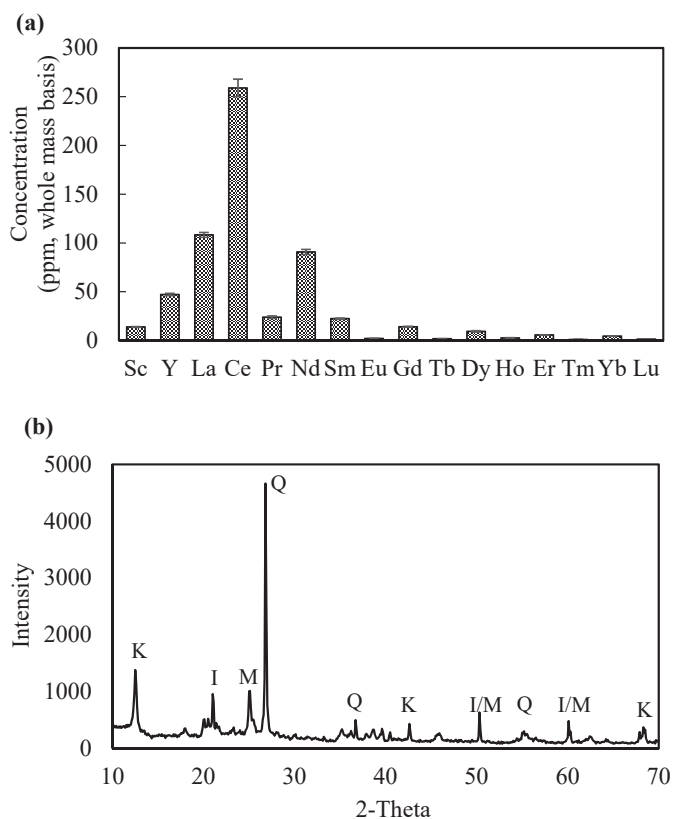 (a)
Concentration
(ppm, whole mass basis)
300
250
200
150
100
50
0
Sc Y La Ce Pr Nd Sm Eu Gd Tb Dy Ho Er Tm Yb Lu
(b)
Intensity
5000
4000
3000
2000
1000
0
Q
K
I
M
Q
K
I/M
Q
I/M
K
10 20 30 40 50 60 70
2-Theta